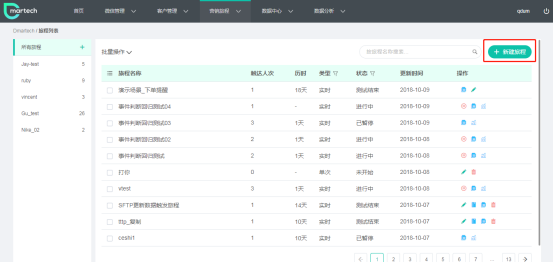 Dmartech 首页 微信管理 客户管理 营销旅程 数据中心 数据分析 qdum
Dmartech / 旅程列表
所有旅程 +
Jay-test 5
ruby 9
vincent 3
Gu_test 26
Nina_02 2
批量操作 + 新建旅程
旅程名称 触达人次 历时 类型 状态 更新时间 操作
演示场景_下单提醒 1 18天 实时 测试结束 2018-10-09
事件判断回归测试04 1 - 实时 进行中 2018-10-09
事件判断回归测试03 3 1天 实时 已暂停 2018-10-09
事件判断回归测试02 2 1天 实时 进行中 2018-10-08
事件判断回归测试 2 1天 实时 进行中 2018-10-08
打你 0 - 单次 未开始 2018-10-08
vtest 3 1天 实时 进行中 2018-10-08
SFTP更新数据触发旅程 1 14天 实时 测试结束 2018-10-07
ttp_复制 1 10天 实时 测试结束 2018-10-07
ceshi1 1 10天 实时 已暂停 2018-10-07
< 1 2 3 4 5 6 7 ... 13 >